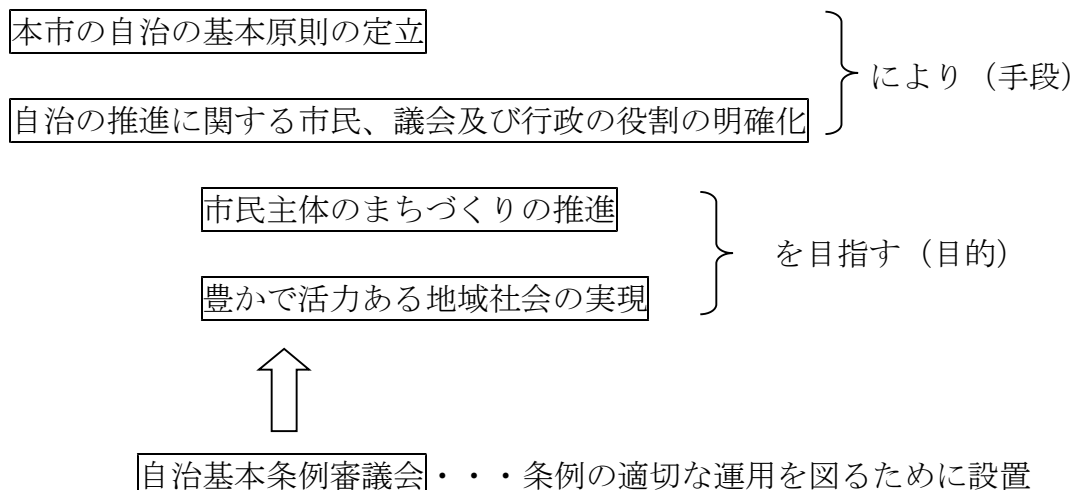 本市の自治の基本原則の定立
により（手段）
自治の推進に関する市民、議会及び行政の役割の明確化
市民主体のまちづくりの推進
を目指す（目的）
豊かで活力ある地域社会の実現
自治基本条例審議会・・・条例の適切な運用を図るために設置